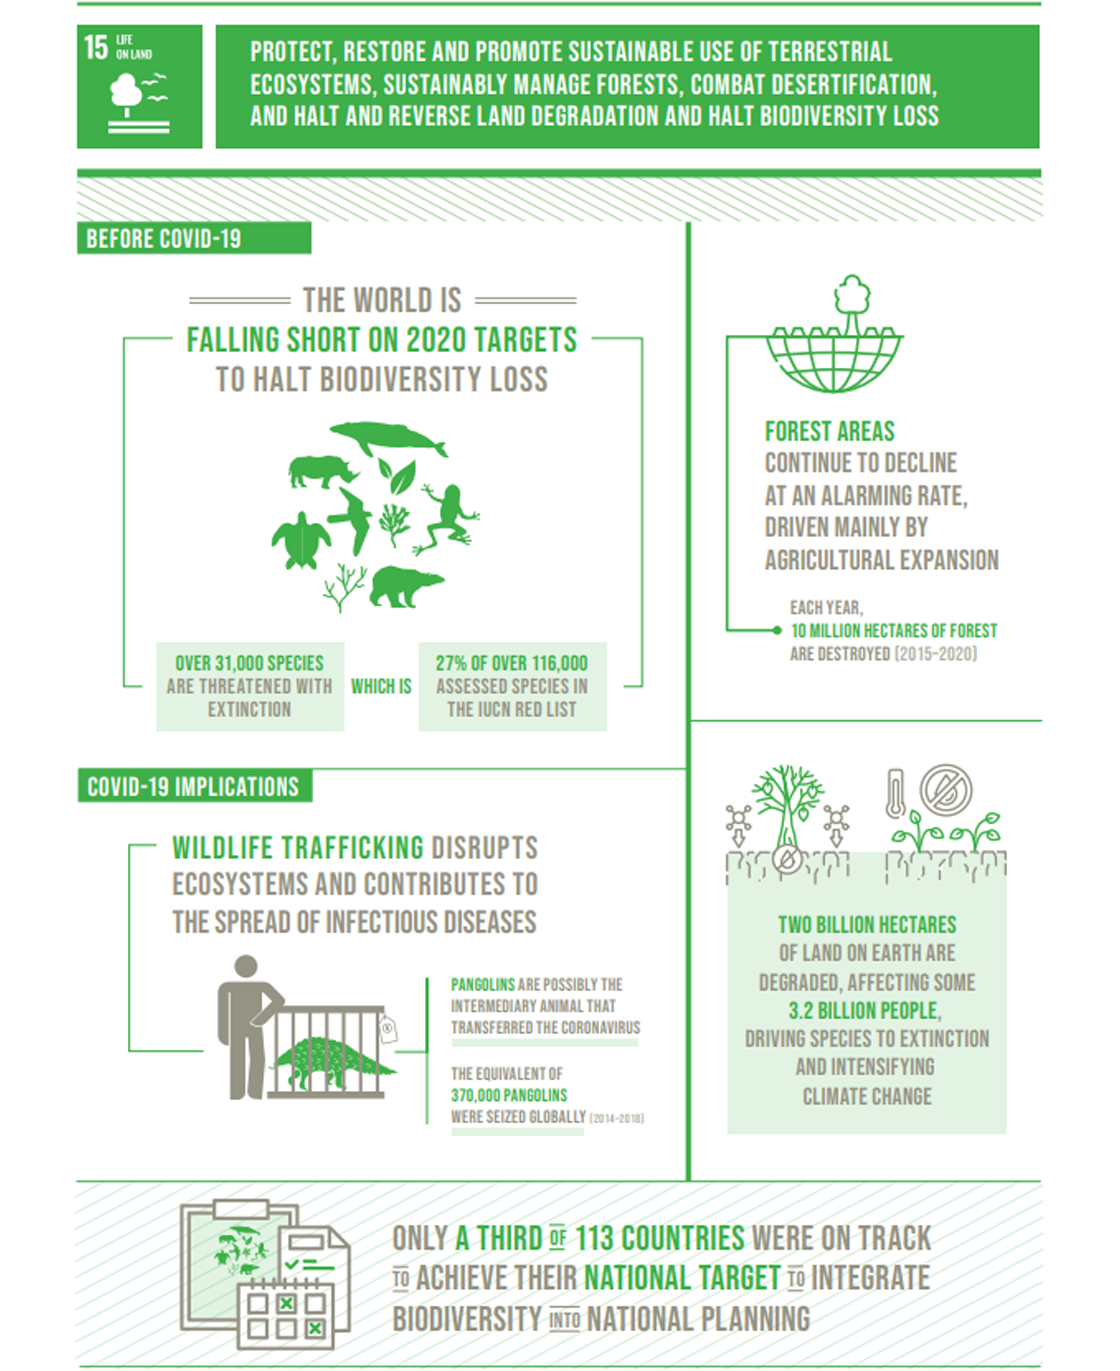 15 LIFE
ON LAND
PROTECT, RESTORE AND PROMOTE SUSTAINABLE USE OF TERRESTRIAL
ECOSYSTEMS, SUSTAINABLY MANAGE FORESTS, COMBAT DESERTIFICATION,
AND HALT AND REVERSE LAND DEGRADATION AND HALT BIODIVERSITY LOSS
BEFORE COVID-19
THE WORLD IS
FALLING SHORT ON 2020 TARGETS
TO HALT BIODIVERSITY LOSS
OVER 31,000 SPECIES
ARE THREATENED WITH
EXTINCTION
WHICH IS
27% OF OVER 116,000
ASSESSED SPECIES IN
THE IUCN RED LIST
FOREST AREAS
CONTINUE TO DECLINE
AT AN ALARMING RATE,
DRIVEN MAINLY BY
AGRICULTURAL EXPANSION
EACH YEAR,
10 MILLION HECTARES OF FOREST
ARE DESTROYED (2015-2020)
COVID-19 IMPLICATIONS
WILDLIFE TRAFFICKING DISRUPTS
ECOSYSTEMS AND CONTRIBUTES TO
THE SPREAD OF INFECTIOUS DISEASES
PANGOLINS ARE POSSIBLY THE
INTERMEDIARY ANIMAL THAT
TRANSFERRED THE CORONAVIRUS
THE EQUIVALENT OF
370,000 PANGOLINS
WERE SEIZED GLOBALLY (2014-2018)
TWO BILLION HECTARES
OF LAND ON EARTH ARE
DEGRADED, AFFECTING SOME
3.2 BILLION PEOPLE,
DRIVING SPECIES TO EXTINCTION
AND INTENSIFYING
CLIMATE CHANGE
ONLY A THIRD OF 113 COUNTRIES WERE ON TRACK
TO ACHIEVE THEIR NATIONAL TARGET TO INTEGRATE
BIODIVERSITY INTO NATIONAL PLANNING